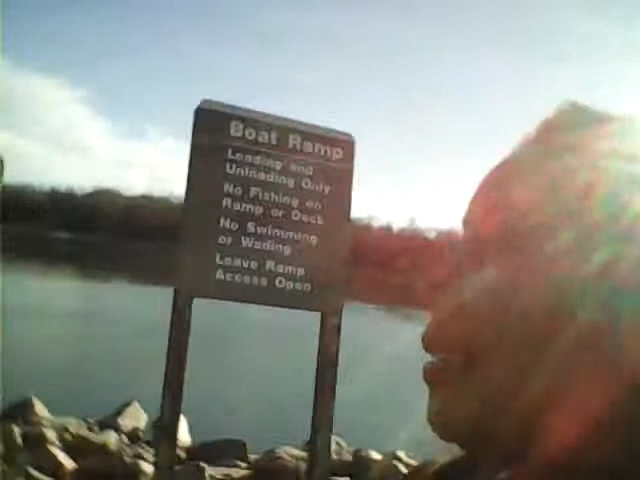 Boat Ramp
Loading and
Unloading Only
No Fishing on
Ramp or Dock
No Swimming
or Wading
Leave Ramp
Access Open